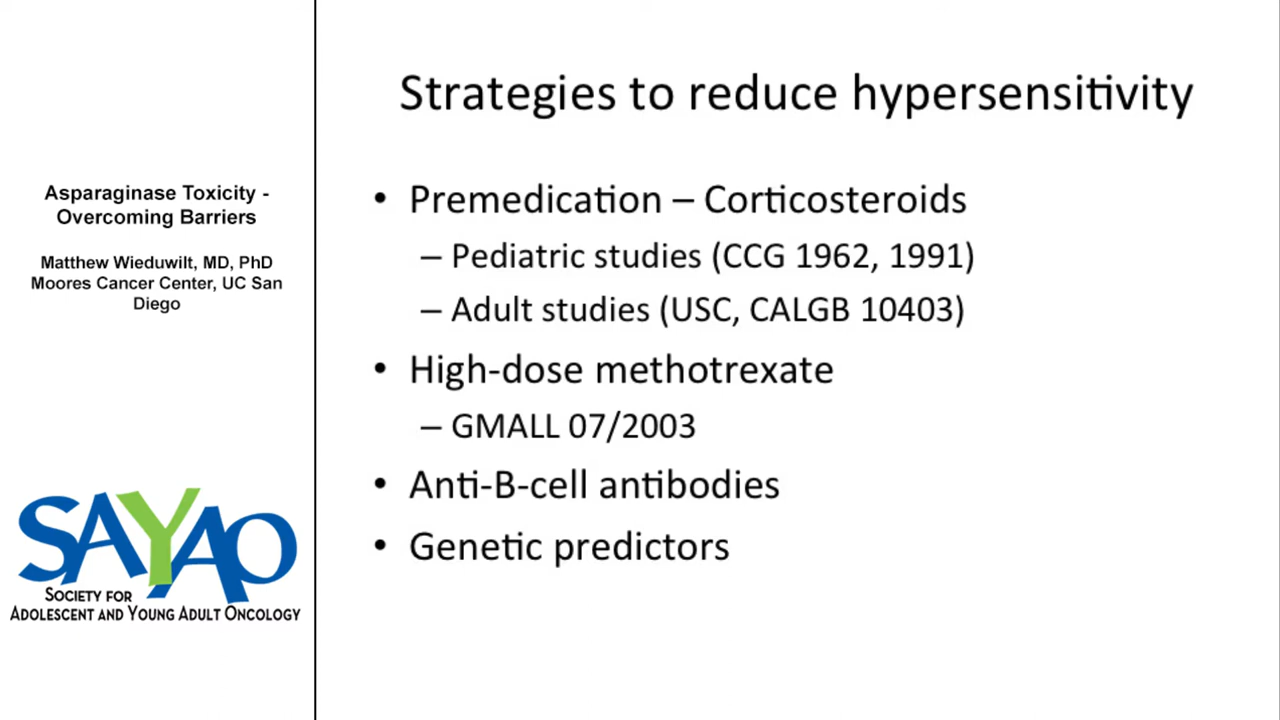 Asparaginase Toxicity -
Overcoming Barriers
Matthew Wieduwilt, MD, PhD
Moores Cancer Center, UC San
Diego
SAYAO
SOCIETY FOR
ADOLESCENT AND YOUNG ADULT ONCOLOGY
Strategies to reduce hypersensitivity
• Premedication – Corticosteroids
– Pediatric studies (CCG 1962, 1991)
– Adult studies (USC, CALGB 10403)
• High-dose methotrexate
– GMALL 07/2003
• Anti-B-cell antibodies
• Genetic predictors